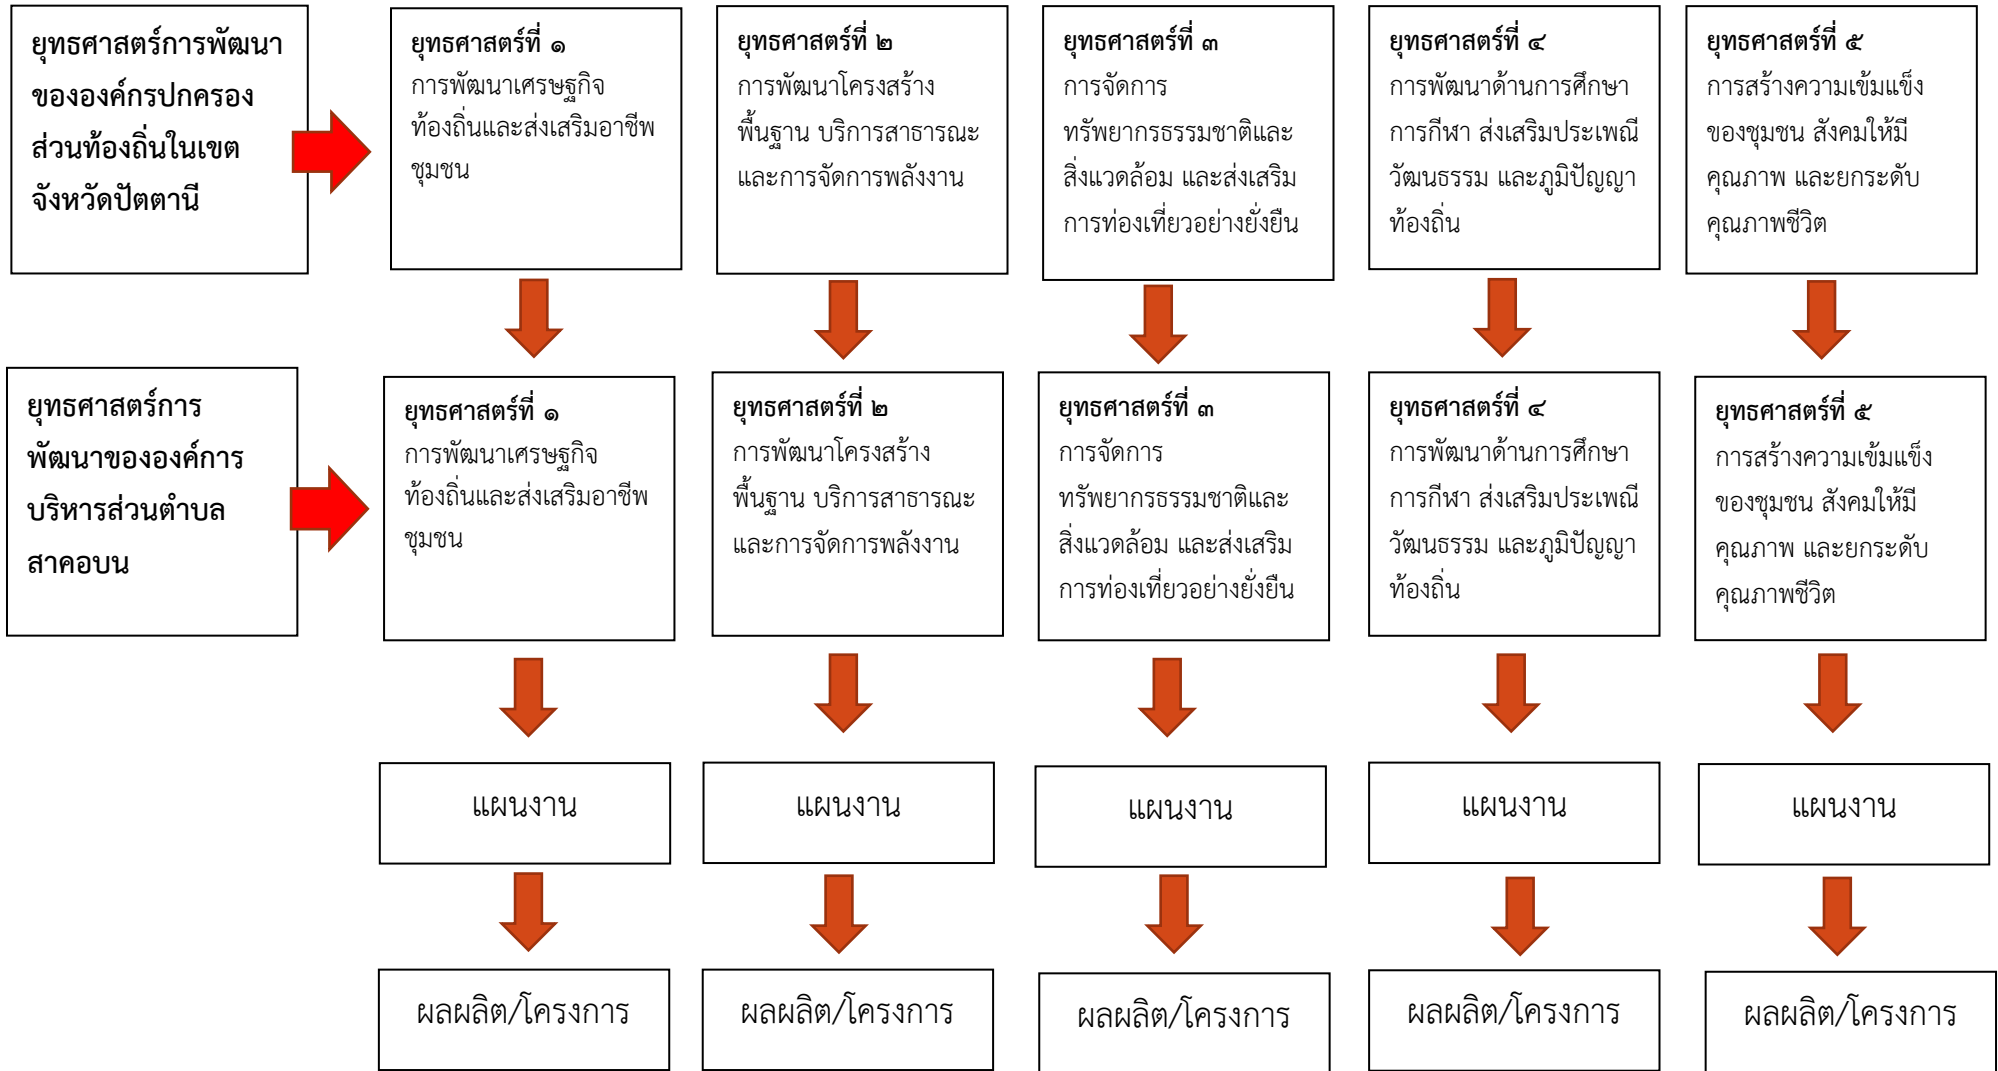 ยุทธศาสตร์การพัฒนา
ขององค์กรปกครอง
ส่วนท้องถิ่นในเขต
จังหวัดปัตตานี
ยุทธศาสตร์ที่ ๑
การพัฒนาเศรษฐกิจ
ท้องถิ่นและส่งเสริมอาชีพ
ชุมชน
ยุทธศาสตร์ที่ ๒
การพัฒนาโครงสร้าง
พื้นฐาน บริการสาธารณะ
และการจัดการพลังงาน
ยุทธศาสตร์ที่ ๓
การจัดการ
ทรัพยากรธรรมชาติและ
สิ่งแวดล้อม และส่งเสริม
การท่องเที่ยวอย่างยั่งยืน
ยุทธศาสตร์ที่ ๔
การพัฒนาด้านการศึกษา
การกีฬา ส่งเสริมประเพณี
วัฒนธรรม และภูมิปัญญา
ท้องถิ่น
ยุทธศาสตร์ที่ ๕
การสร้างความเข้มแข็ง
ของชุมชน สังคมให้มี
คุณภาพ และยกระดับ
คุณภาพชีวิต
ยุทธศาสตร์การ
พัฒนาขององค์การ
บริหารส่วนตำบล
สาคอบน
ยุทธศาสตร์ที่ ๑
การพัฒนาเศรษฐกิจ
ท้องถิ่นและส่งเสริมอาชีพ
ชุมชน
ยุทธศาสตร์ที่ ๒
การพัฒนาโครงสร้าง
พื้นฐาน บริการสาธารณะ
และการจัดการพลังงาน
ยุทธศาสตร์ที่ ๓
การจัดการ
ทรัพยากรธรรมชาติและ
สิ่งแวดล้อม และส่งเสริม
การท่องเที่ยวอย่างยั่งยืน
ยุทธศาสตร์ที่ ๔
การพัฒนาด้านการศึกษา
การกีฬา ส่งเสริมประเพณี
วัฒนธรรม และภูมิปัญญา
ท้องถิ่น
ยุทธศาสตร์ที่ ๕
การสร้างความเข้มแข็ง
ของชุมชน สังคมให้มี
คุณภาพ และยกระดับ
คุณภาพชีวิต
แผนงาน
แผนงาน
แผนงาน
แผนงาน
แผนงาน
ผลผลิต/โครงการ
ผลผลิต/โครงการ
ผลผลิต/โครงการ
ผลผลิต/โครงการ
ผลผลิต/โครงการ